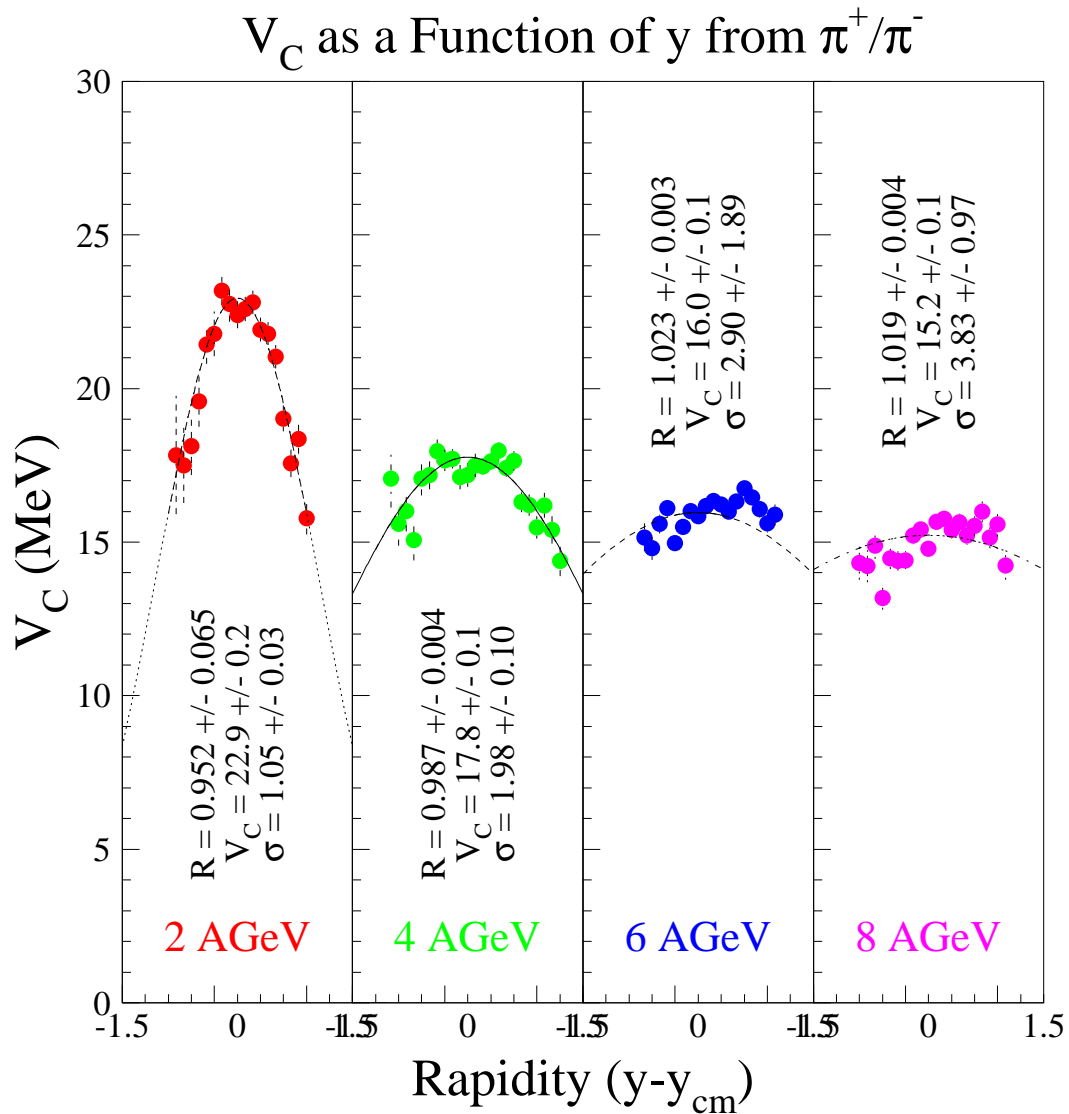 V_C as a Function of y from π⁺/π⁻
30
25
20
15
10
5
0
V_C (MeV)
R = 0.952 +/- 0.065
V_C = 22.9 +/- 0.2
σ = 1.05 +/- 0.03
2 AGeV
R = 0.987 +/- 0.004
V_C = 17.8 +/- 0.1
σ = 1.98 +/- 0.10
4 AGeV
R = 1.023 +/- 0.003
V_C = 16.0 +/- 0.1
σ = 2.90 +/- 1.89
6 AGeV
R = 1.019 +/- 0.004
V_C = 15.2 +/- 0.1
σ = 3.83 +/- 0.97
8 AGeV
-1.5 0 -1.5 0 -1.5 0 -1.5 0 1.5
Rapidity (y-y_cm)